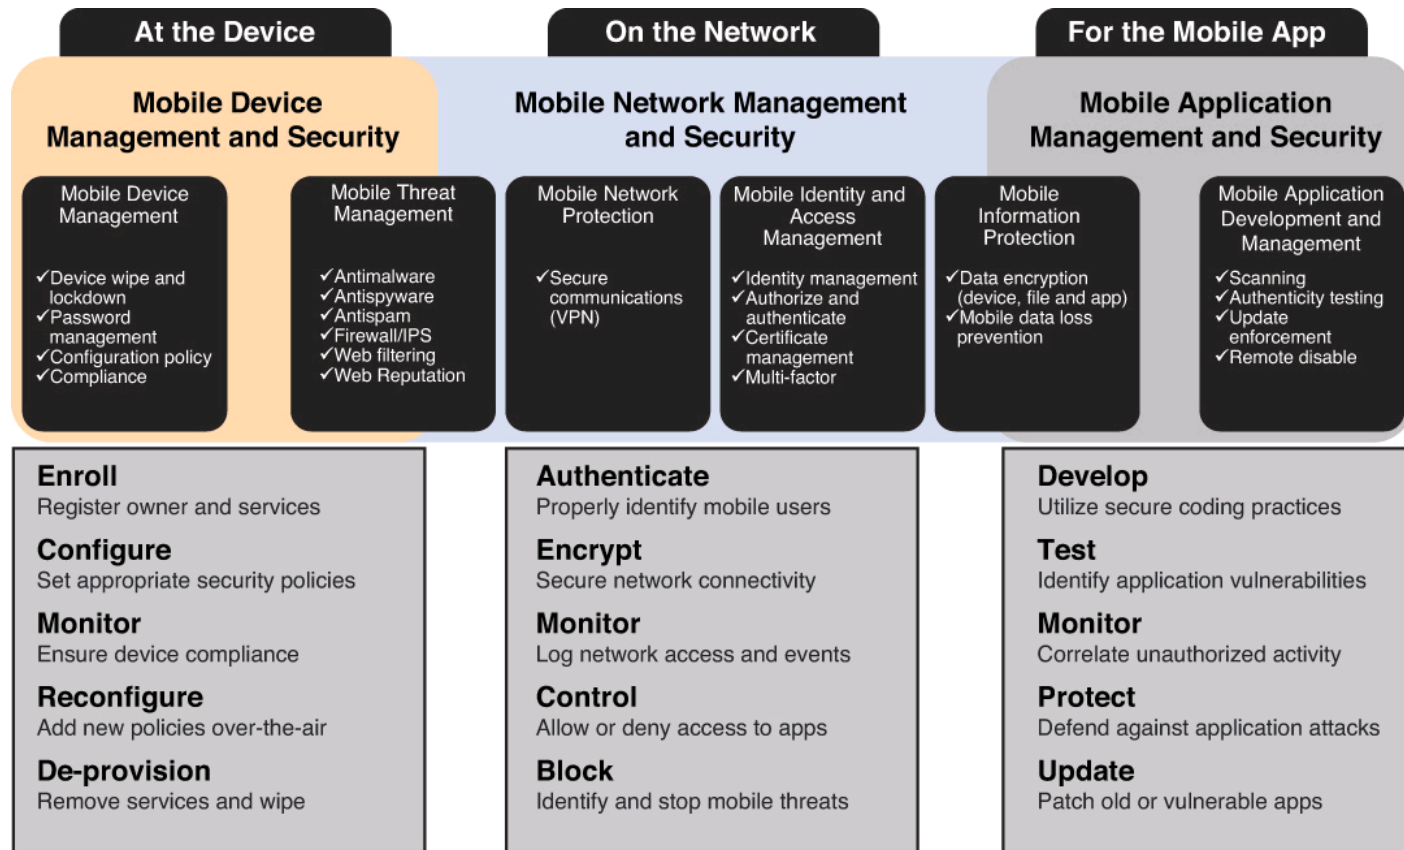 At the Device
On the Network
For the Mobile App
Mobile Device
Management and Security
Mobile Network Management
and Security
Mobile Application
Management and Security
Mobile Device
Management
✓Device wipe and
lockdown
✓Password
management
✓Configuration policy
✓Compliance
Mobile Threat
Management
✓Antimalware
✓Antispyware
✓Antispam
✓Firewall/IPS
✓Web filtering
✓Web Reputation
Mobile Network
Protection
✓Secure
communications
(VPN)
Mobile Identity and
Access
Management
✓Identity management
✓Authorize and
authenticate
✓Certificate
management
✓Multi-factor
Mobile
Information
Protection
✓Data encryption
(device, file and app)
✓Mobile data loss
prevention
Mobile Application
Development and
Management
✓Scanning
✓Authenticity testing
✓Update
enforcement
✓Remote disable
Enroll
Register owner and services
Configure
Set appropriate security policies
Monitor
Ensure device compliance
Reconfigure
Add new policies over-the-air
De-provision
Remove services and wipe
Authenticate
Properly identify mobile users
Encrypt
Secure network connectivity
Monitor
Log network access and events
Control
Allow or deny access to apps
Block
Identify and stop mobile threats
Develop
Utilize secure coding practices
Test
Identify application vulnerabilities
Monitor
Correlate unauthorized activity
Protect
Defend against application attacks
Update
Patch old or vulnerable apps